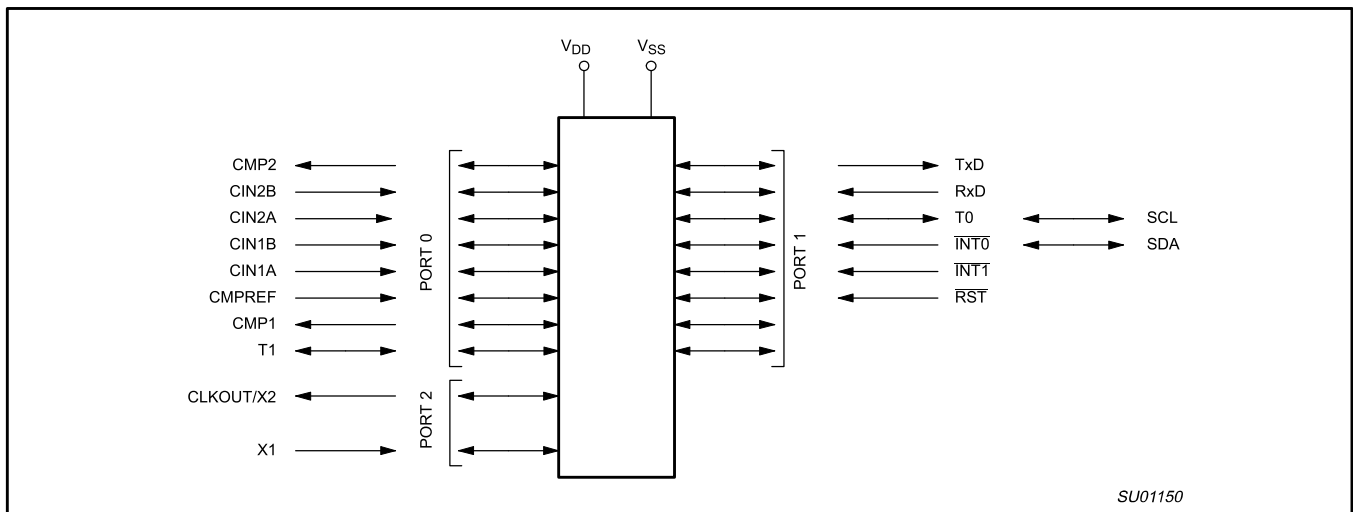 VDD
VSS
CMP2
CIN2B
CIN2A
CIN1B
CIN1A
CMPREF
CMP1
T1
PORT 0
CLKOUT/X2
X1
PORT 2
PORT 1
TxD
RxD
T0
SCL
INT0
SDA
INT1
RST
SU01150